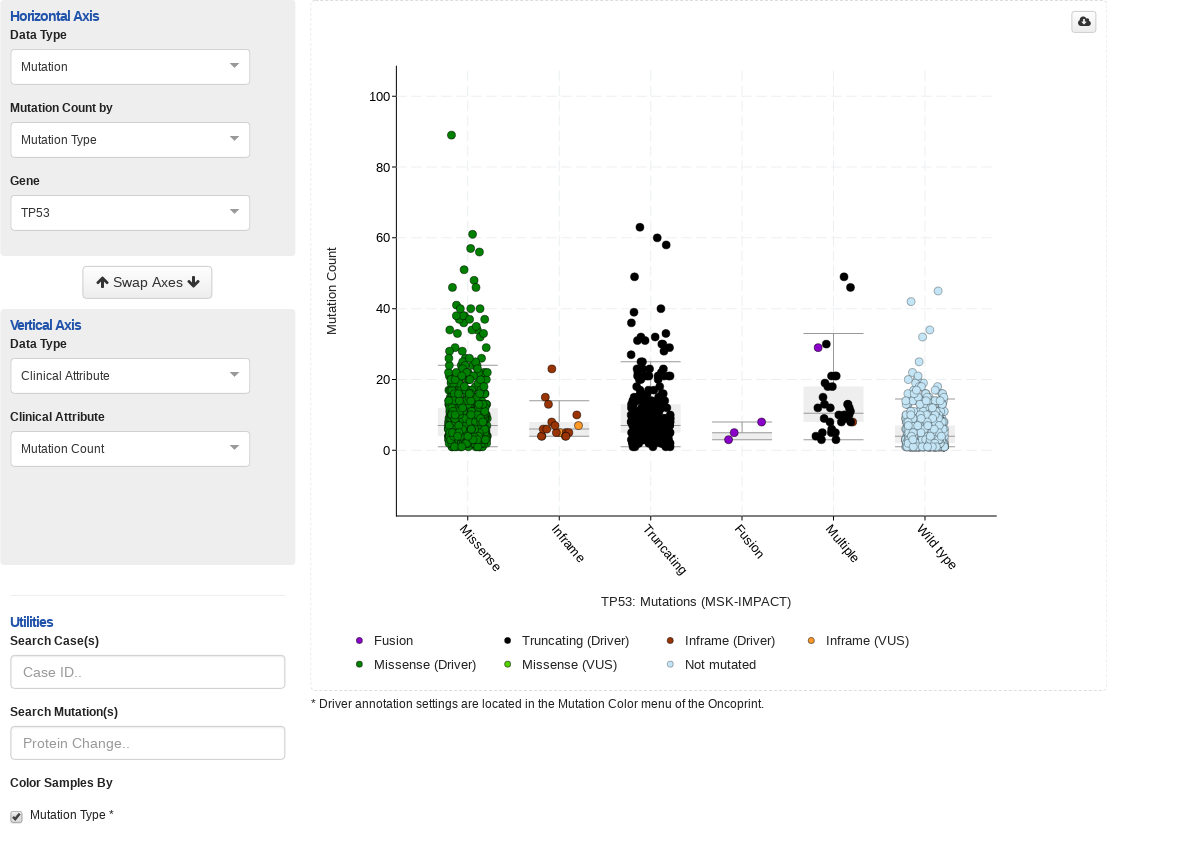 Horizontal Axis
Data Type
Mutation
Mutation Count by
Mutation Type
Gene
TP53
Swap Axes
Vertical Axis
Data Type
Clinical Attribute
Clinical Attribute
Mutation Count
Utilities
Search Case(s)
Case ID..
Search Mutation(s)
Protein Change..
Color Samples By
Mutation Type *
Mutation Count
100
80
60
40
20
0
Missense
Inframe
Truncating
Fusion
Multiple
Wild type
TP53: Mutations (MSK-IMPACT)
Fusion Truncating (Driver) Inframe (Driver) Inframe (VUS)
Missense (Driver) Missense (VUS) Not mutated
* Driver annotation settings are located in the Mutation Color menu of the Oncoprint.